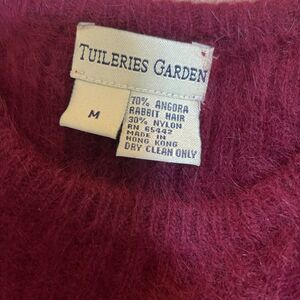 TUILERIES GARDEN
M
70% ANGORA
RABBIT HAIR
30% NYLON
RN 65442
MADE IN
HONG KONG
DRY CLEAN ONLY